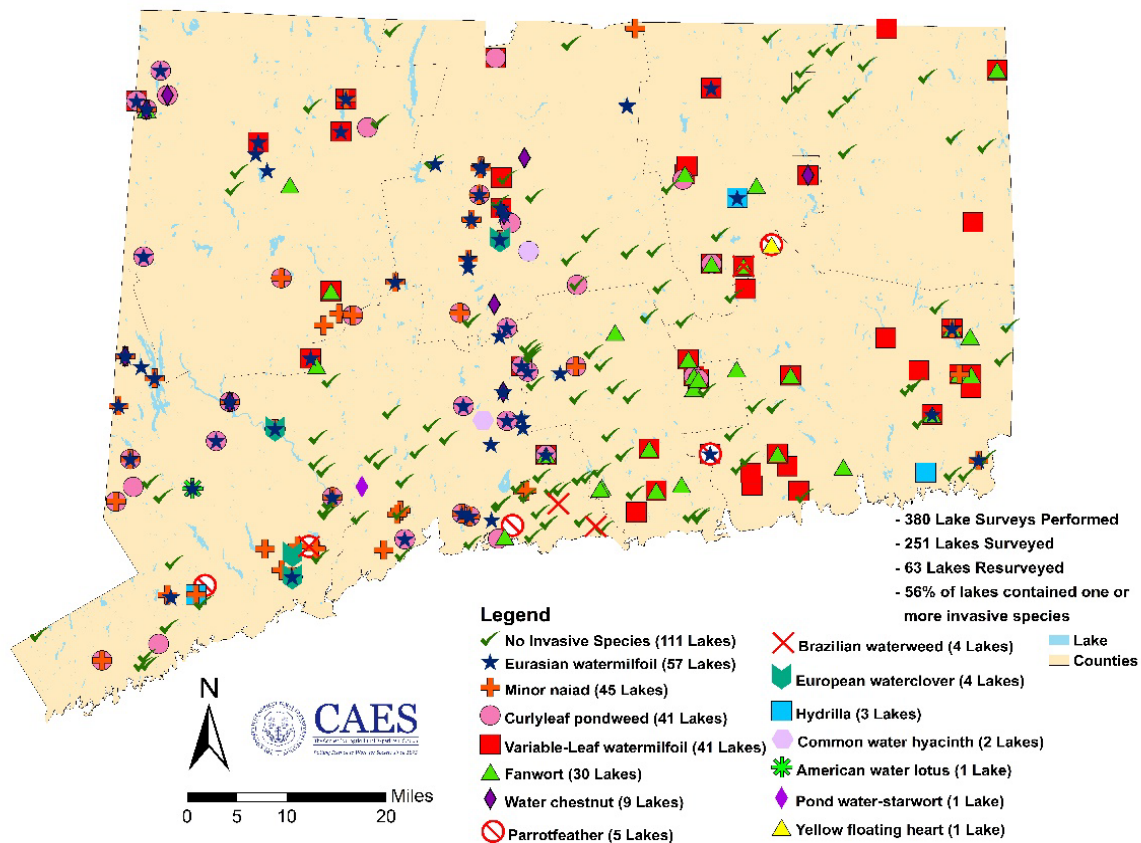 - 380 Lake Surveys Performed
- 251 Lakes Surveyed
- 63 Lakes Resurveyed
- 56% of lakes contained one or
more invasive species
Legend
No Invasive Species (111 Lakes)
Eurasian watermilfoil (57 Lakes)
Minor naiad (45 Lakes)
Curlyleaf pondweed (41 Lakes)
Variable-Leaf watermilfoil (41 Lakes)
Fanwort (30 Lakes)
Water chestnut (9 Lakes)
Parrotfeather (5 Lakes)
Brazilian waterweed (4 Lakes)
European waterclover (4 Lakes)
Hydrilla (3 Lakes)
Common water hyacinth (2 Lakes)
American water lotus (1 Lake)
Pond water-starwort (1 Lake)
Yellow floating heart (1 Lake)
Lake
Counties
N
CAES
Miles
0 5 10 20